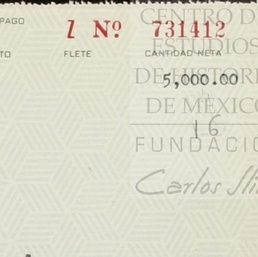 PAGO Z Nº 731412
TO FLETE CANTIDAD NETA
5,000.00
16
CENTRO D
ESTUDIOS
DE HISTORI
DE MÉXICO
FUNDACIÓ
Carlos Sli